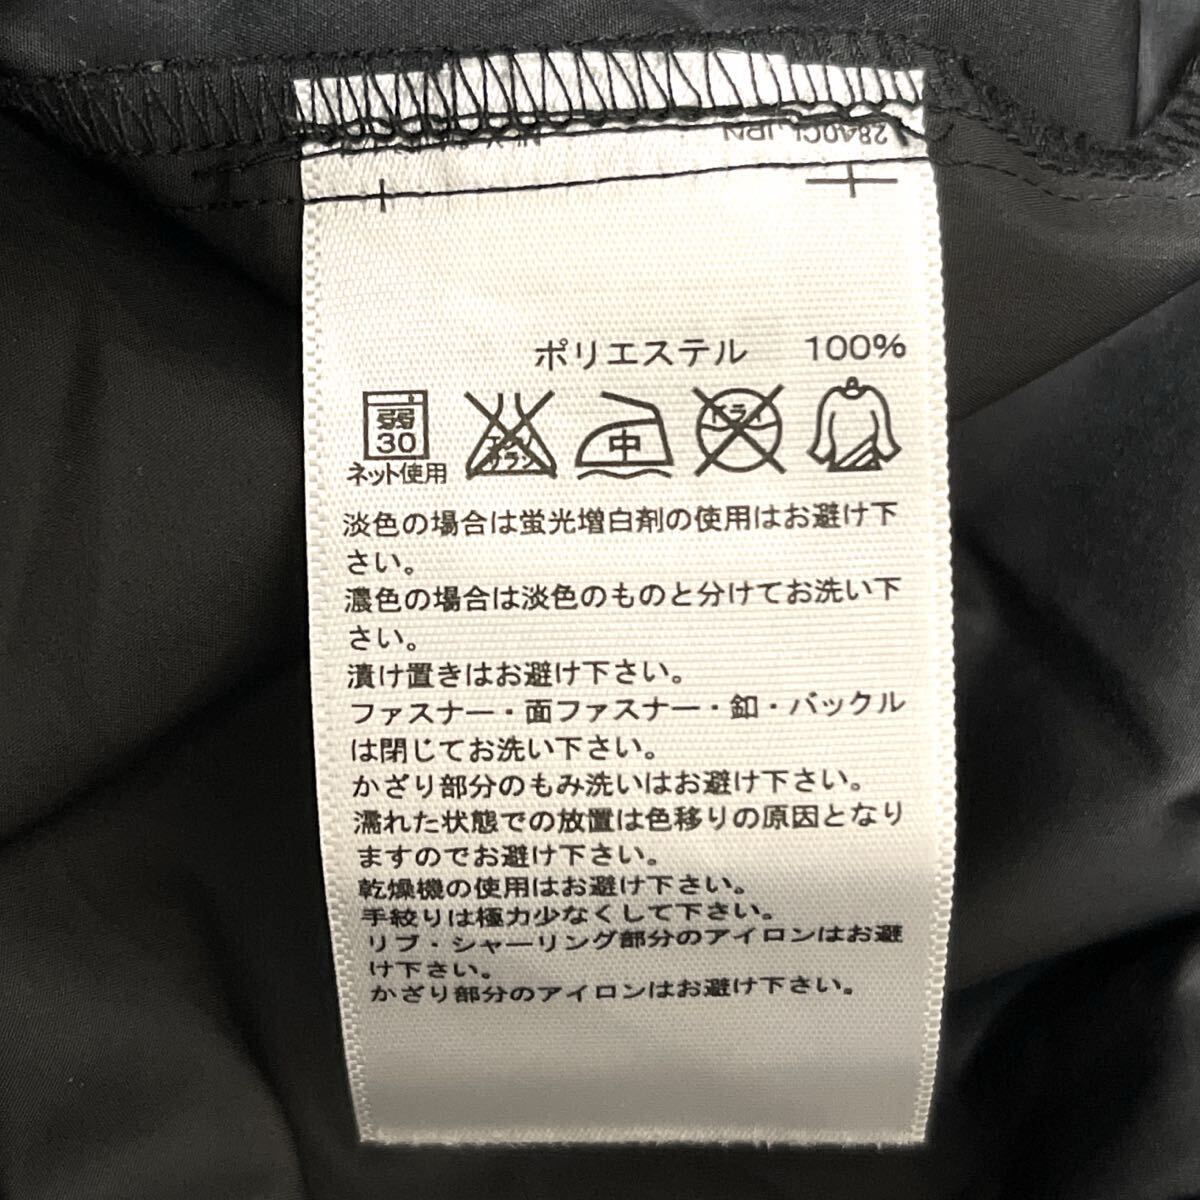 ポリエステル 100%
弱
30
ネット使用
エンソ
サラシ
中
ドライ
淡色の場合は蛍光増白剤の使用はお避け下
さい。
濃色の場合は淡色のものと分けてお洗い下
さい。
漬け置きはお避け下さい。
ファスナー・面ファスナー・釦・バックル
は閉じてお洗い下さい。
かざり部分のもみ洗いはお避け下さい。
濡れた状態での放置は色移りの原因となり
ますのでお避け下さい。
乾燥機の使用はお避け下さい。
手絞りは極力少なくして下さい。
リブ・シャーリング部分のアイロンはお避
け下さい。
かざり部分のアイロンはお避け下さい。